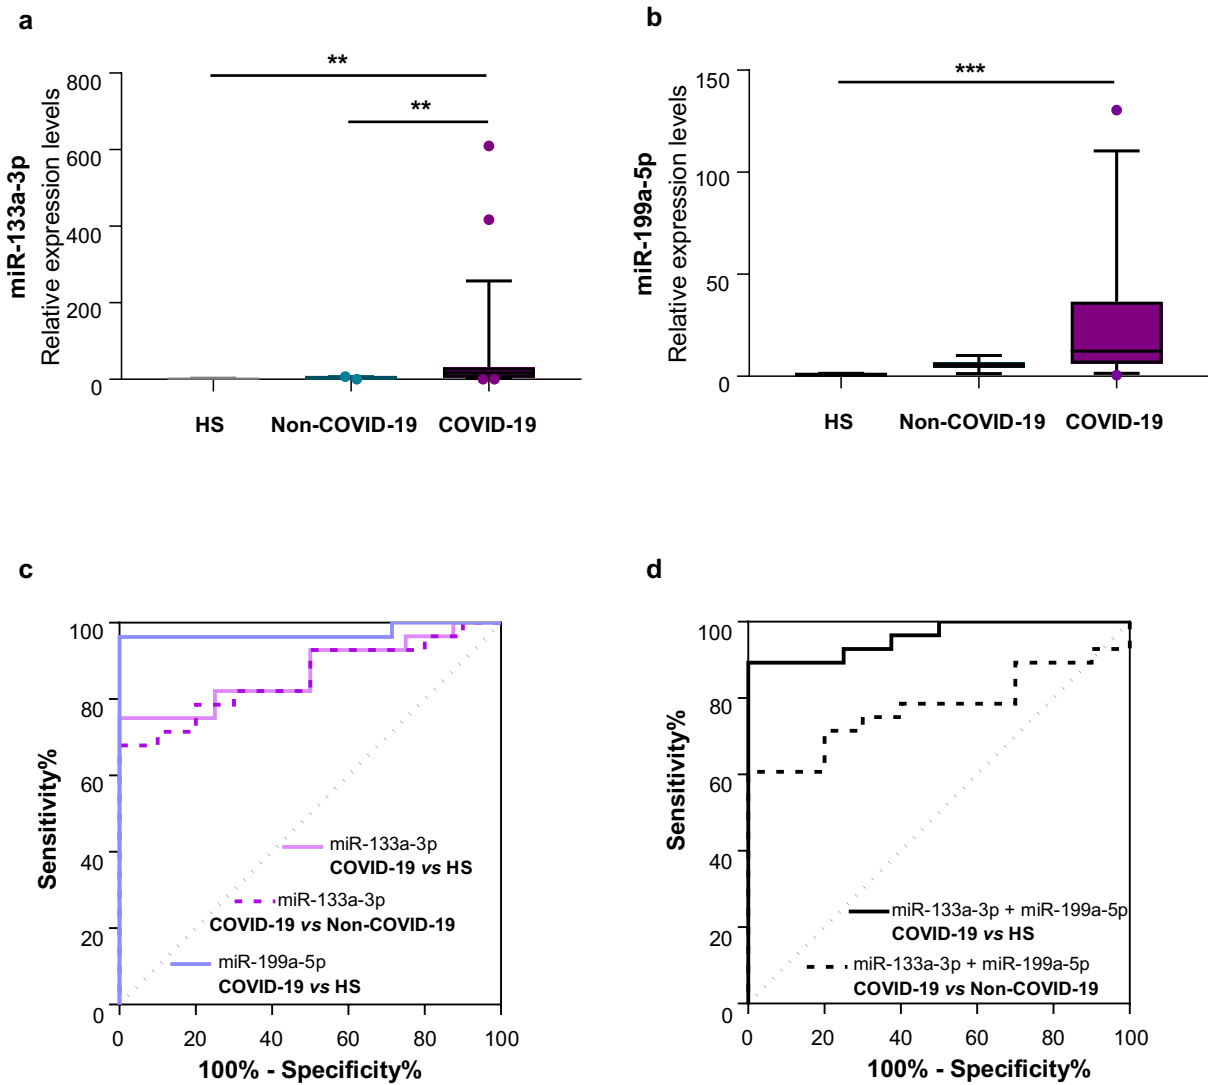 a
**
**
800
600
400
200
0
miR-133a-3p
Relative expression levels
HS
Non-COVID-19
COVID-19
b
***
150
100
50
0
miR-199a-5p
Relative expression levels
HS
Non-COVID-19
COVID-19
c
100
80
60
40
20
0
Sensitivity%
miR-133a-3p
COVID-19 vs HS
miR-133a-3p
COVID-19 vs Non-COVID-19
miR-199a-5p
COVID-19 vs HS
0 20 40 60 80 100
100% - Specificity%
d
100
80
60
40
20
0
Sensitivity%
miR-133a-3p + miR-199a-5p
COVID-19 vs HS
miR-133a-3p + miR-199a-5p
COVID-19 vs Non-COVID-19
0 20 40 60 80 100
100% - Specificity%